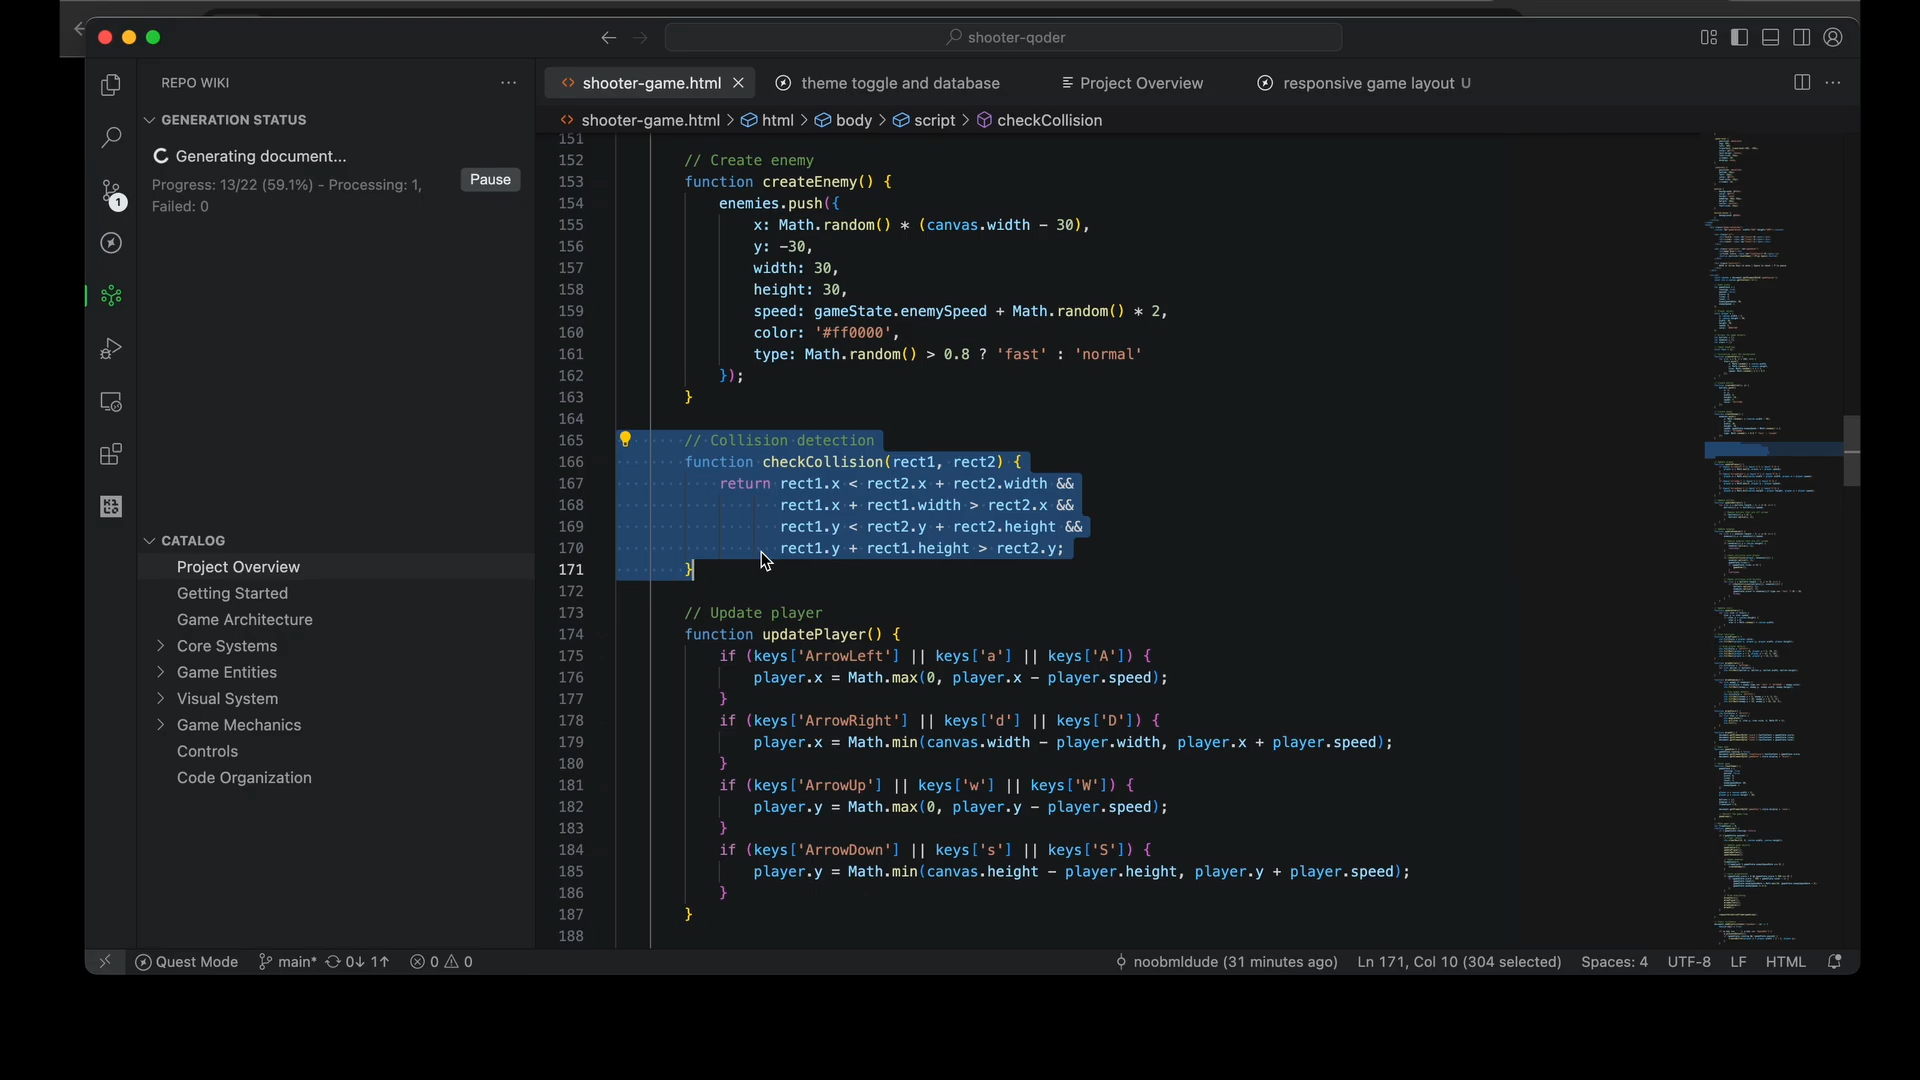 shooter-qoder
REPO WIKI
GENERATION STATUS
Generating document...
Progress: 13/22 (59.1%) - Processing: 1,
Failed: 0
Pause
1
CATALOG
Project Overview
Getting Started
Game Architecture
Core Systems
Game Entities
Visual System
Game Mechanics
Controls
Code Organization
shooter-game.html
theme toggle and database
Project Overview
responsive game layout U
shooter-game.html > html > body > script > checkCollision
151
152 // Create enemy
153 function createEnemy() {
154 enemies.push({
155 x: Math.random() * (canvas.width - 30),
156 y: -30,
157 width: 30,
158 height: 30,
159 speed: gameState.enemySpeed + Math.random() * 2,
160 color: '#ff0000',
161 type: Math.random() > 0.8 ? 'fast' : 'normal'
162 });
163 }
164
165 // Collision detection
166 function checkCollision(rect1, rect2) {
167 return rect1.x < rect2.x + rect2.width &&
168 rect1.x + rect1.width > rect2.x &&
169 rect1.y < rect2.y + rect2.height &&
170 rect1.y + rect1.height > rect2.y;
171 }
172
173 // Update player
174 function updatePlayer() {
175 if (keys['ArrowLeft'] || keys['a'] || keys['A']) {
176 player.x = Math.max(0, player.x - player.speed);
177 }
178 if (keys['ArrowRight'] || keys['d'] || keys['D']) {
179 player.x = Math.min(canvas.width - player.width, player.x + player.speed);
180 }
181 if (keys['ArrowUp'] || keys['w'] || keys['W']) {
182 player.y = Math.max(0, player.y - player.speed);
183 }
184 if (keys['ArrowDown'] || keys['s'] || keys['S']) {
185 player.y = Math.min(canvas.height - player.height, player.y + player.speed);
186 }
187 }
188
Quest Mode main* 0↓ 1↑ 0 0 noobmldude (31 minutes ago) Ln 171, Col 10 (304 selected) Spaces: 4 UTF-8 LF HTML